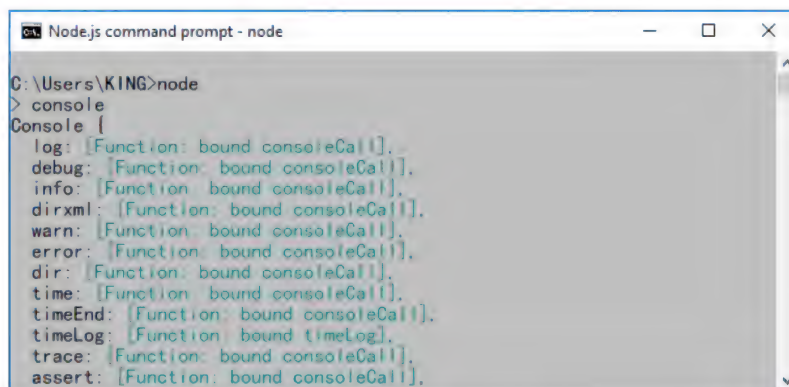 Node.js command prompt - node
C:\Users\KING>node
> console
Console {
log: [Function: bound consoleCall],
debug: [Function: bound consoleCall],
info: [Function: bound consoleCall],
dirxml: [Function: bound consoleCall],
warn: [Function: bound consoleCall],
error: [Function: bound consoleCall],
dir: [Function: bound consoleCall],
time: [Function: bound consoleCall],
timeEnd: [Function: bound consoleCall],
timeLog: [Function: bound timeLog],
trace: [Function: bound consoleCall],
assert: [Function: bound consoleCall],